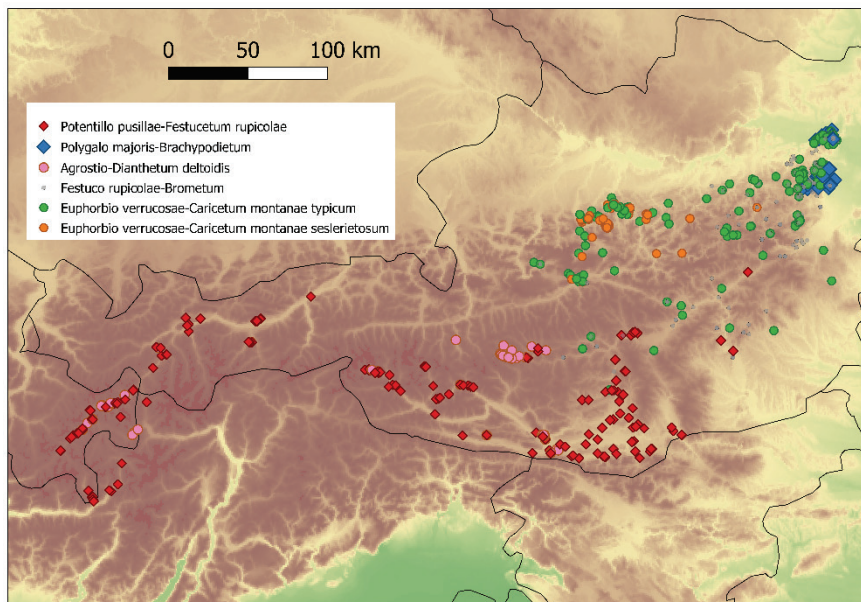 0 50 100 km
Potentillo pusillae-Festucetum rupicolae
Polygalo majoris-Brachypodietum
Agrostio-Dianthetum deltoidis
Festuco rupicolae-Brometum
Euphorbio verrucosae-Caricetum montanae typicum
Euphorbio verrucosae-Caricetum montanae seslerietosum